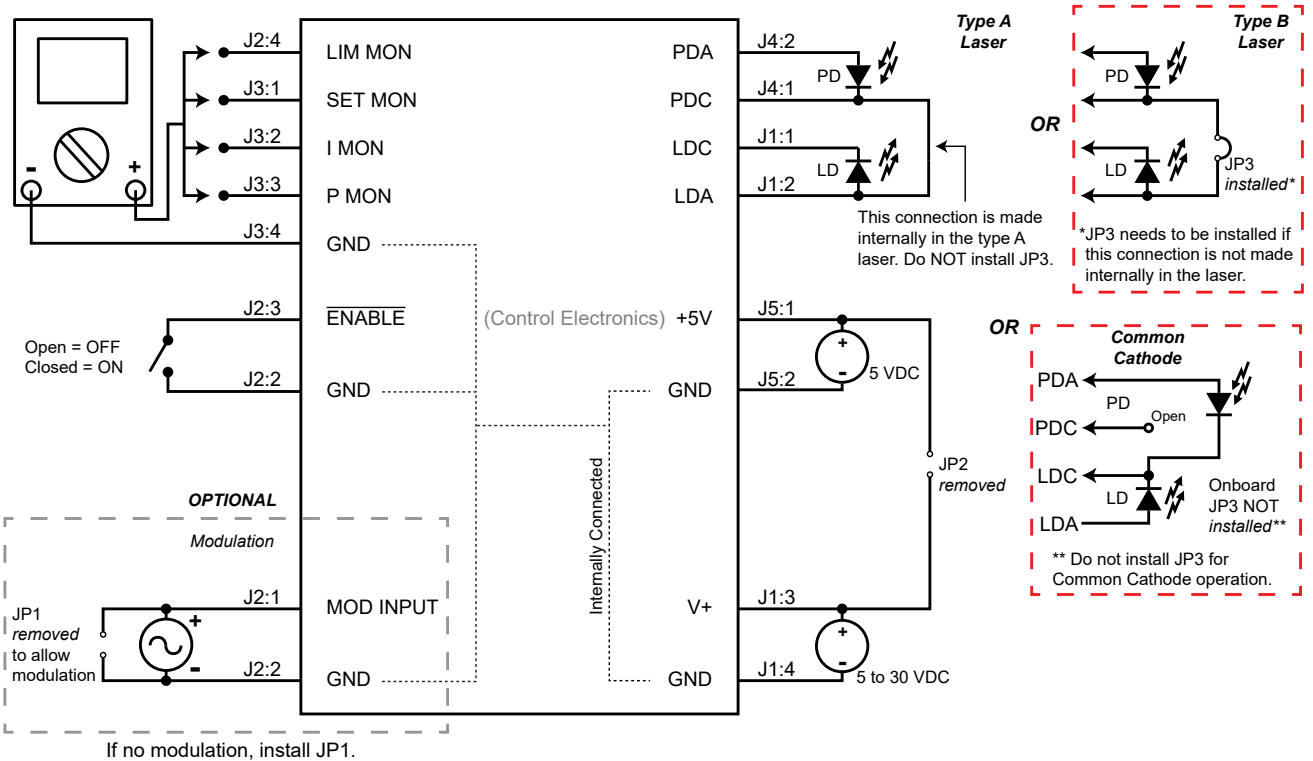 J2:4
LIM MON
J3:1
SET MON
J3:2
I MON
J3:3
P MON
J3:4
GND
-
+
J2:3
ENABLE
Open = OFF
Closed = ON
J2:2
GND
(Control Electronics)
Internally Connected
OPTIONAL
Modulation
J2:1
MOD INPUT
JP1
removed
to allow
modulation
+
-
J2:2
GND
If no modulation, install JP1.
PDA
J4:2
PD
PDC
J4:1
LDC
J1:1
LD
LDA
J1:2
Type A
Laser
This connection is made
internally in the type A
laser. Do NOT install JP3.
+5V
J5:1
+
-
5 VDC
GND
J5:2
JP2
removed
V+
J1:3
+
-
5 to 30 VDC
GND
J1:4
OR
Type B
Laser
PD
LD
JP3
installed*
*JP3 needs to be installed if
this connection is not made
internally in the laser.
OR
Common
Cathode
PDA
PD
PDC
Open
LDC
LD
LDA
Onboard
JP3 NOT
installed**
** Do not install JP3 for
Common Cathode operation.